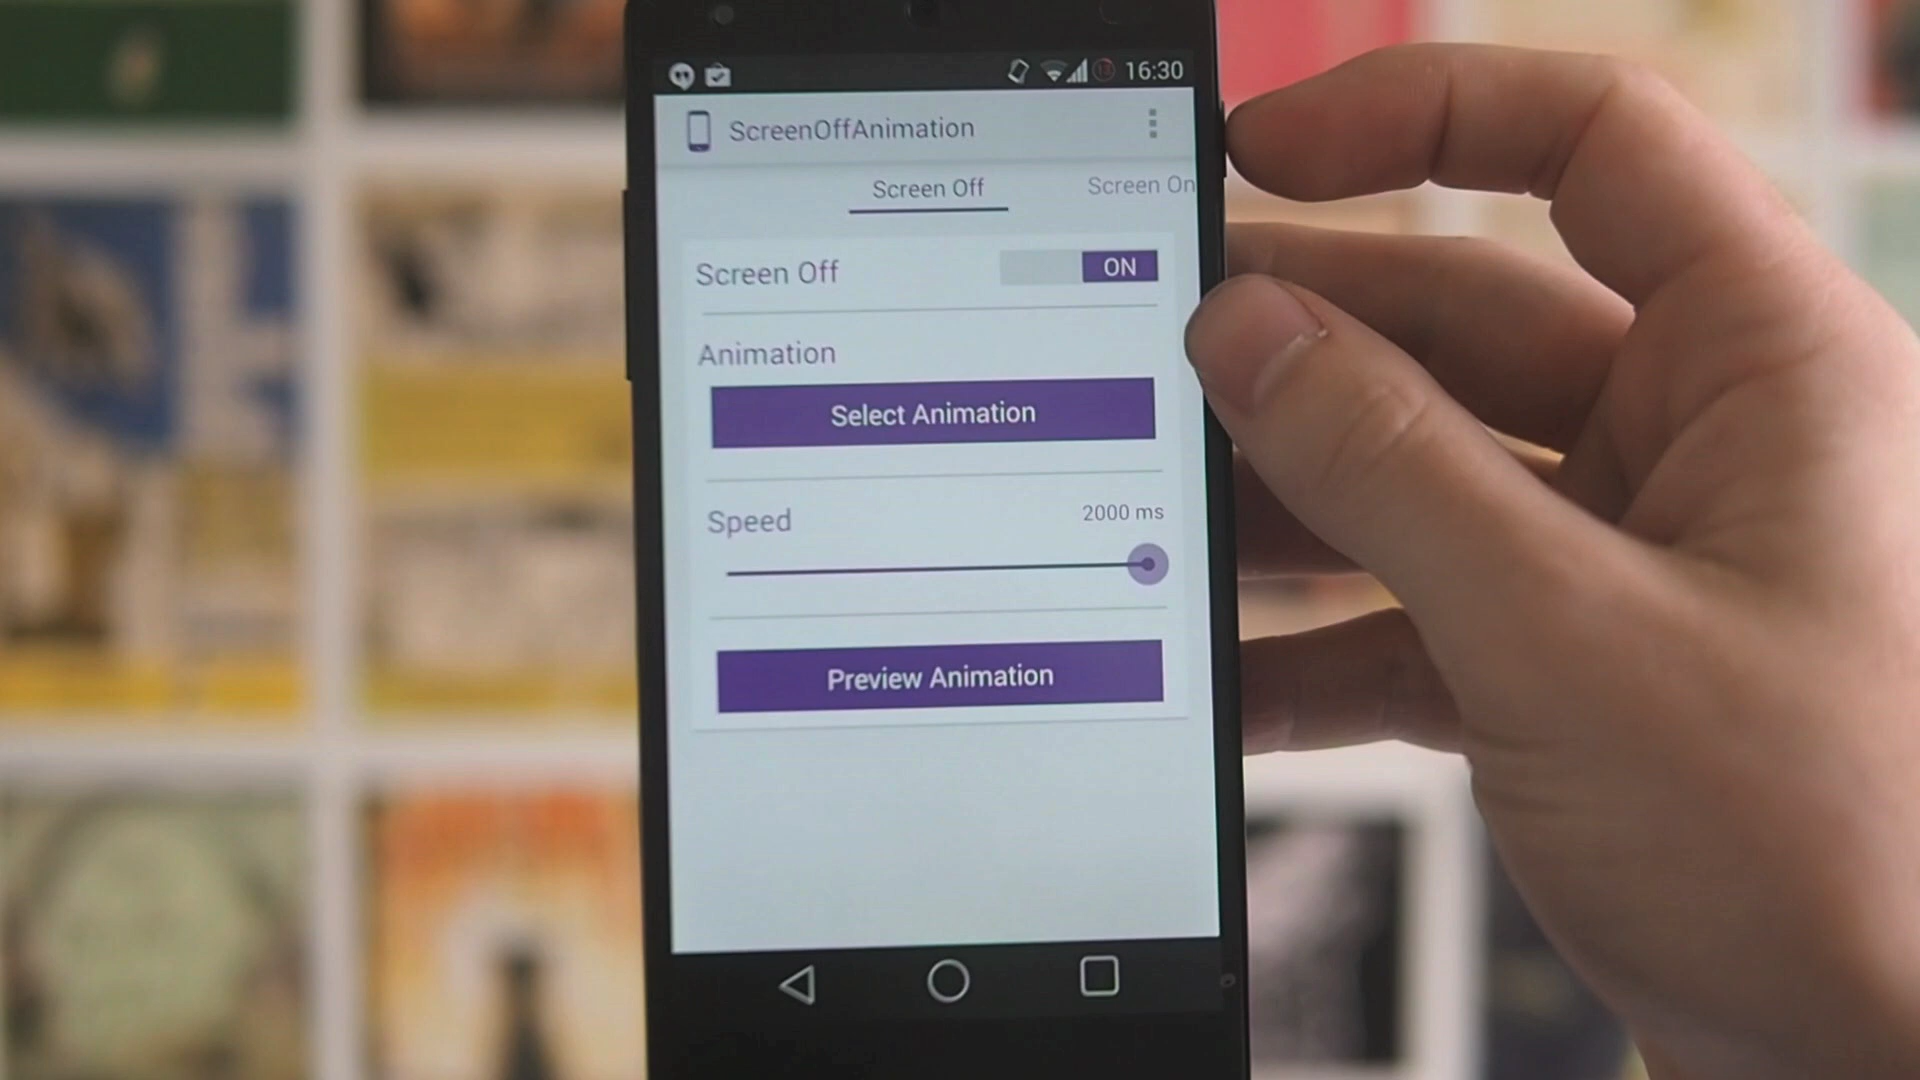 16:30
ScreenOffAnimation
Screen Off
Screen On
Screen Off
ON
Animation
Select Animation
Speed
2000 ms
Preview Animation